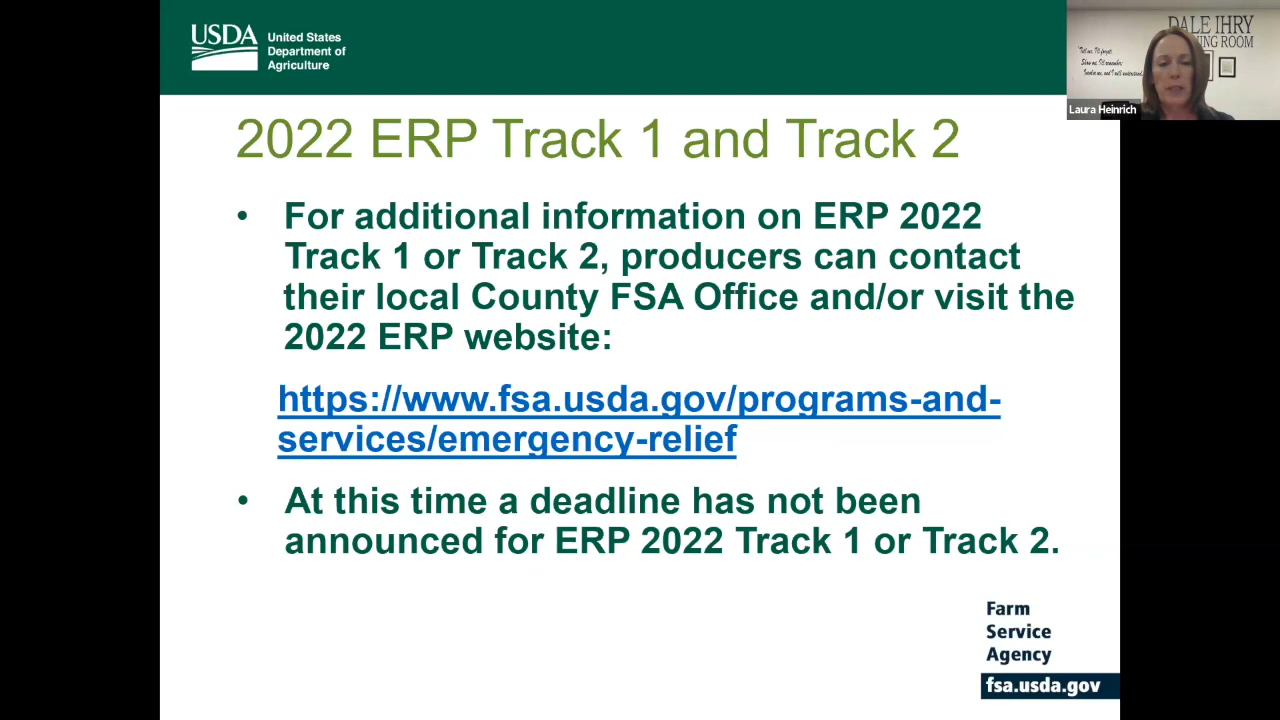 USDA
United States
Department of
Agriculture
DALE IHRY
NING ROOM
Laura Heinrich
2022 ERP Track 1 and Track 2
• For additional information on ERP 2022
Track 1 or Track 2, producers can contact
their local County FSA Office and/or visit the
2022 ERP website:
https://www.fsa.usda.gov/programs-and-
services/emergency-relief
• At this time a deadline has not been
announced for ERP 2022 Track 1 or Track 2.
Farm
Service
Agency
fsa.usda.gov